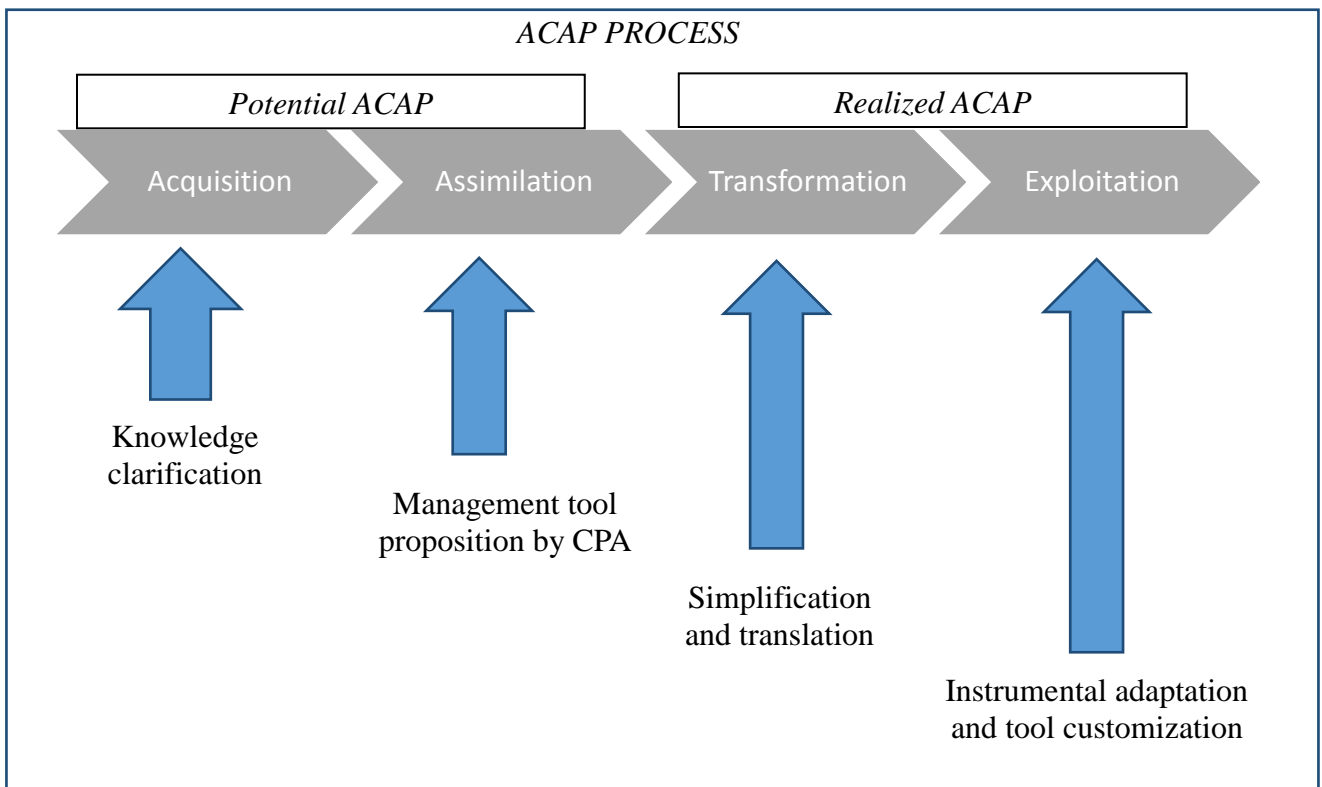 ACAP PROCESS
Potential ACAP
Realized ACAP
Acquisition
Assimilation
Transformation
Exploitation
Knowledge
clarification
Management tool
proposition by CPA
Simplification
and translation
Instrumental adaptation
and tool customization